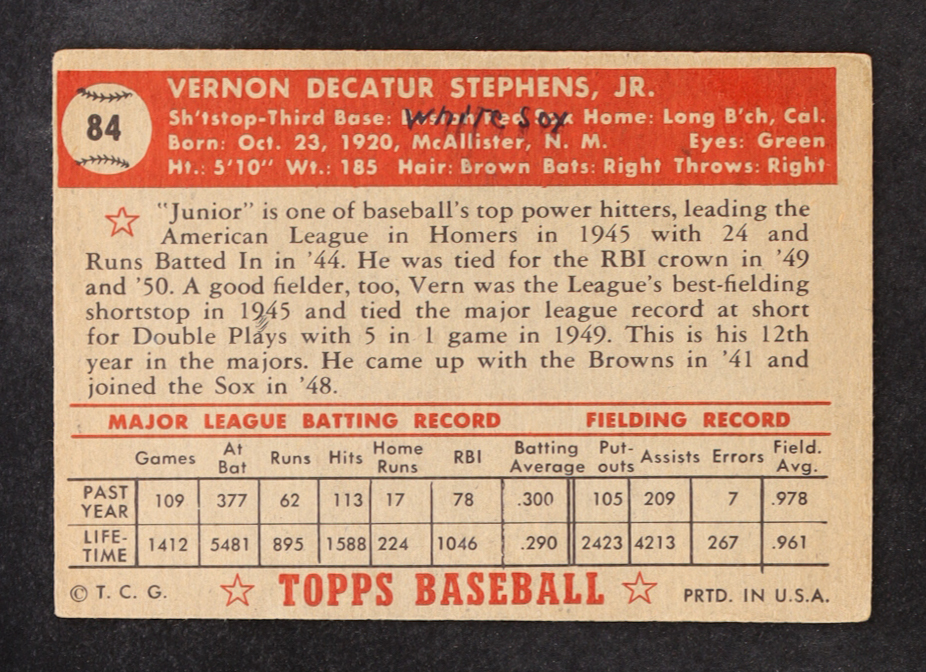 84
VERNON DECATUR STEPHENS, JR.
Sh'tstop-Third Base: Boston Red Sox Home: Long B'ch, Cal.
White Sox
Born: Oct. 23, 1920, McAllister, N. M. Eyes: Green
Ht.: 5'10" Wt.: 185 Hair: Brown Bats: Right Throws: Right
"Junior" is one of baseball's top power hitters, leading the
American League in Homers in 1945 with 24 and
Runs Batted In in '44. He was tied for the RBI crown in '49
and '50. A good fielder, too, Vern was the League's best-fielding
shortstop in 1945 and tied the major league record at short
for Double Plays with 5 in 1 game in 1949. This is his 12th
year in the majors. He came up with the Browns in '41 and
joined the Sox in '48.
MAJOR LEAGUE BATTING RECORD FIELDING RECORD
Games At Bat Runs Hits Home Runs RBI Batting Average Put-outs Assists Errors Field. Avg.
PAST YEAR 109 377 62 113 17 78 .300 105 209 7 .978
LIFE-TIME 1412 5481 895 1588 224 1046 .290 2423 4213 267 .961
© T. C. G. TOPPS BASEBALL PRTD. IN U.S.A.